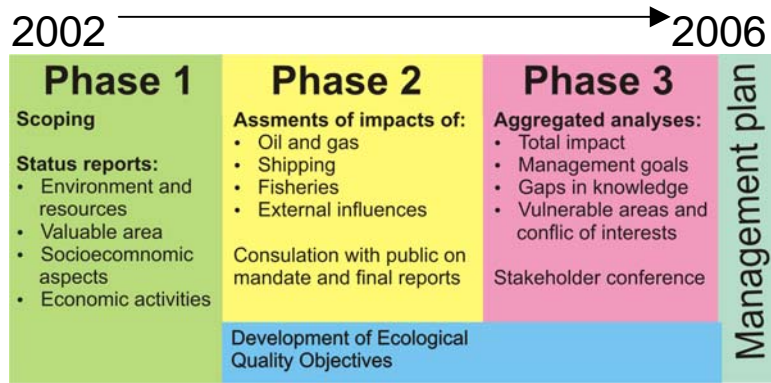 2002
2006
Phase 1
Scoping
Status reports:
• Environment and
resources
• Valuable area
• Socioecomnomic
aspects
• Economic activities
Phase 2
Assments of impacts of:
• Oil and gas
• Shipping
• Fisheries
• External influences
Consulation with public on
mandate and final reports
Phase 3
Aggregated analyses:
• Total impact
• Management goals
• Gaps in knowledge
• Vulnerable areas and
conflic of interests
Stakeholder conference
Development of Ecological
Quality Objectives
Management plan